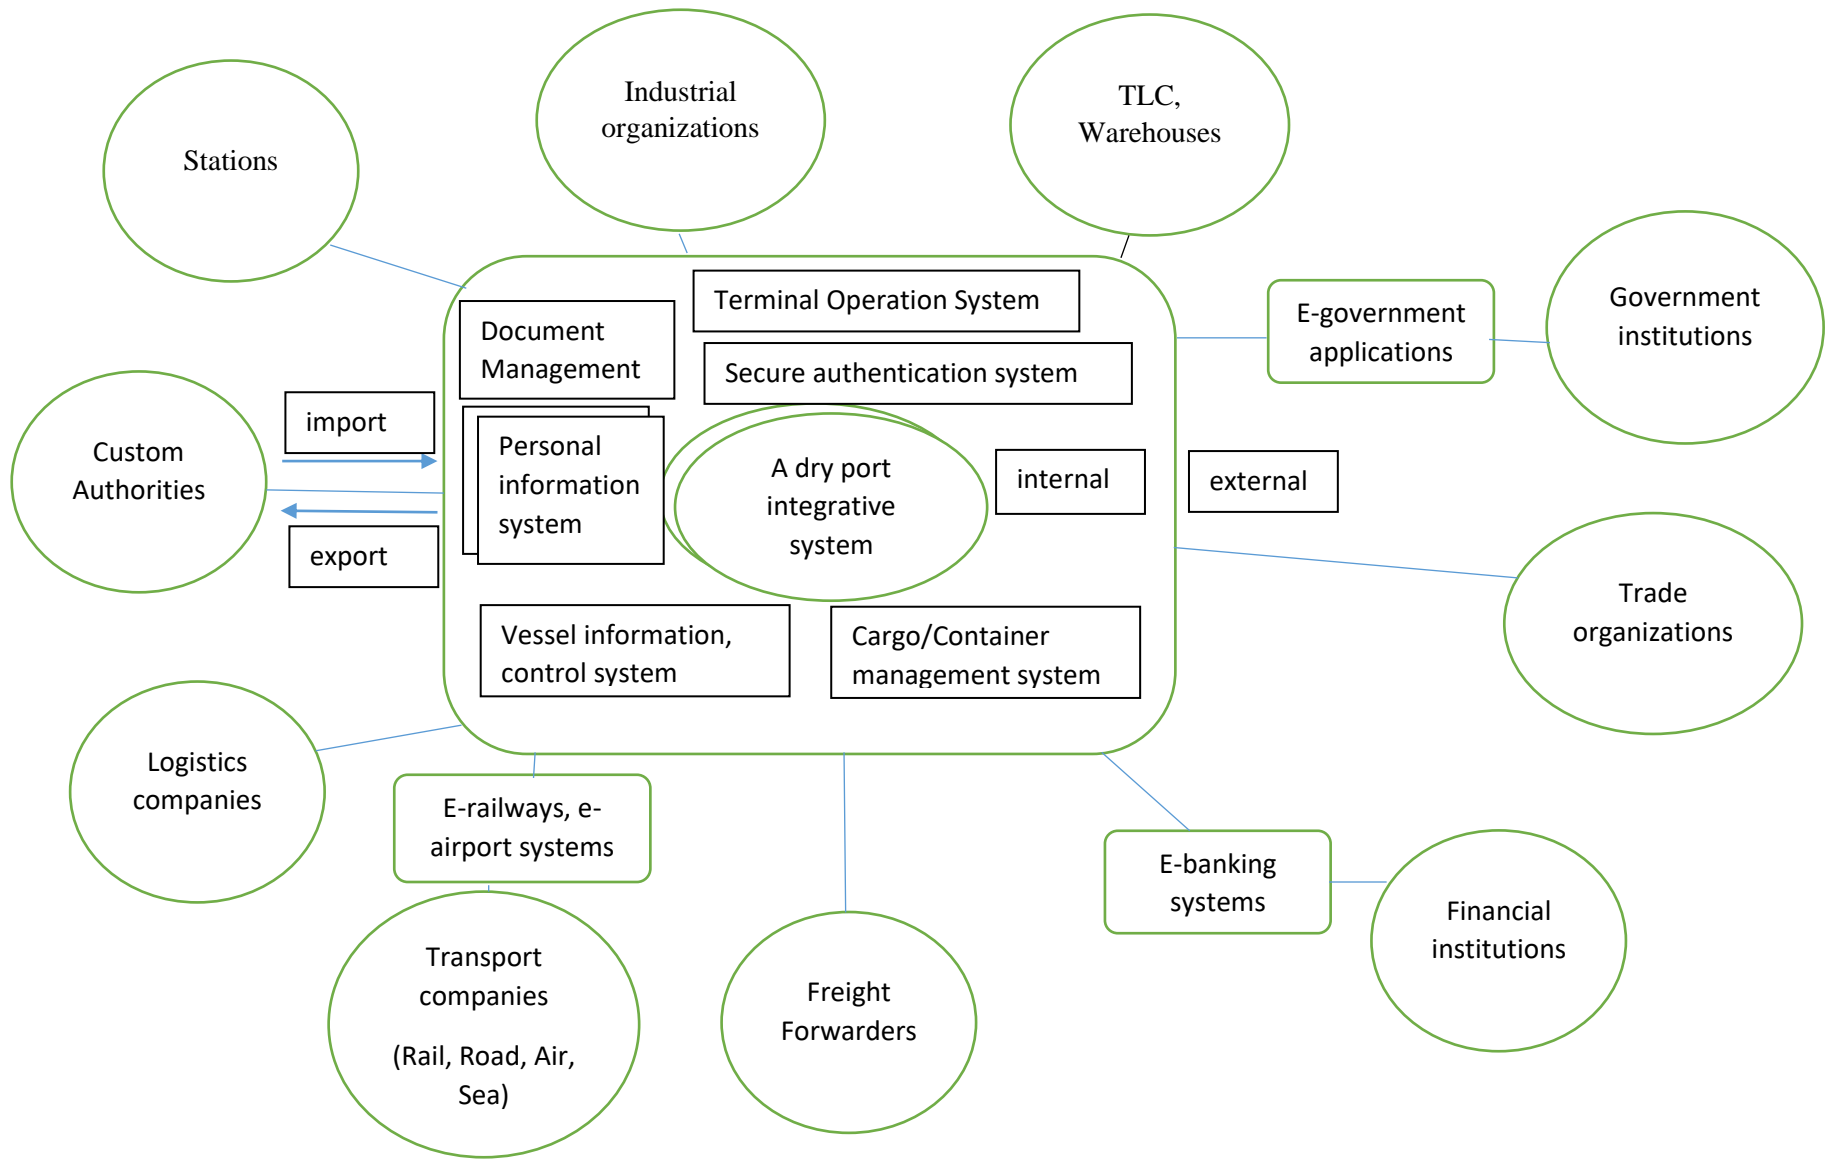 Industrial
organizations
TLC,
Warehouses
Stations
Terminal Operation System
Document
Management
Secure authentication system
E-government
applications
Government
institutions
import
Custom
Authorities
export
Personal
information
system
A dry port
integrative
system
internal
external
Trade
organizations
Vessel information,
control system
Cargo/Container
management system
Logistics
companies
E-railways, e-
airport systems
E-banking
systems
Financial
institutions
Transport
companies
(Rail, Road, Air,
Sea)
Freight
Forwarders